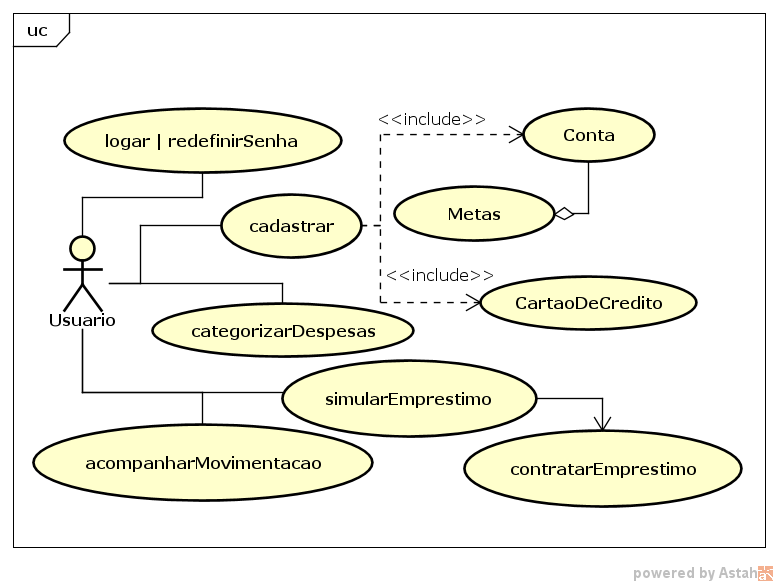 uc
<<include>>
logar | redefinirSenha
Conta
Metas
cadastrar
<<include>>
CartaoDeCredito
Usuario
categorizarDespesas
simularEmprestimo
acompanharMovimentacao
contratarEmprestimo
powered by Astah